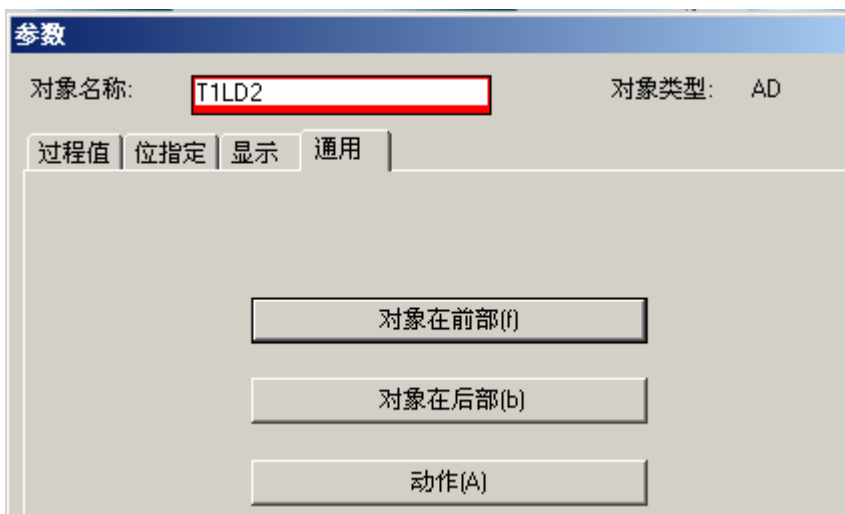 参数
对象名称: T1LD2 对象类型: AD
过程值 位指定 显示 通用
对象在前部(f)
对象在后部(b)
动作(A)